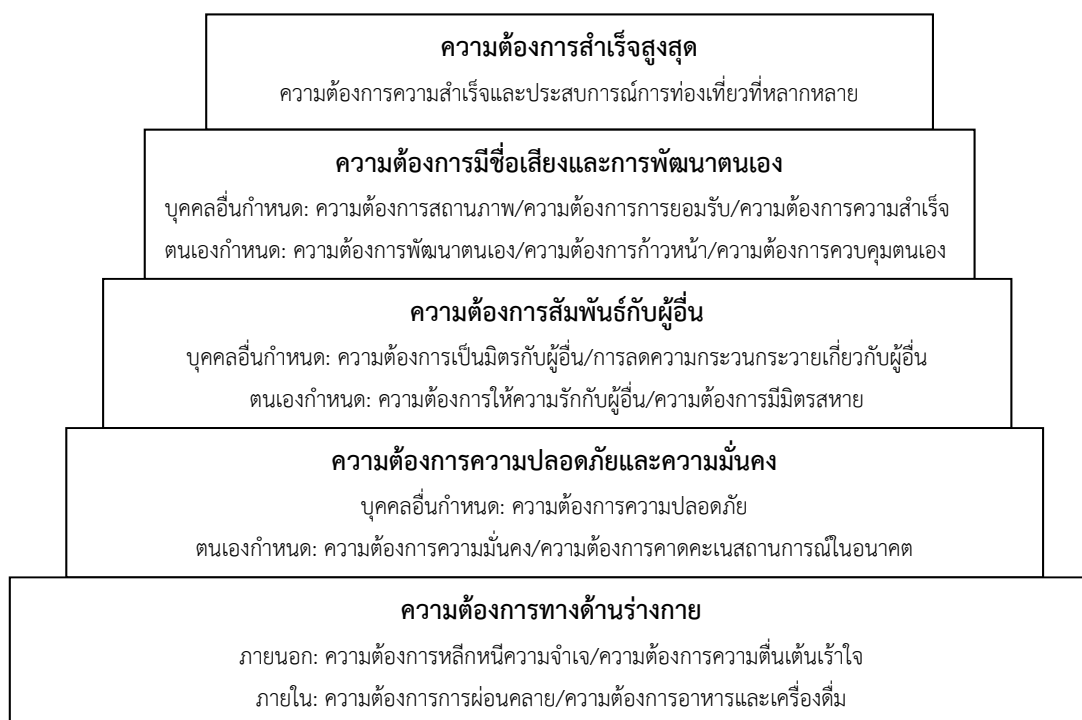 ความต้องการสำเร็จสูงสุด
ความต้องการความสำเร็จและประสบการณ์การท่องเที่ยวที่หลากหลาย
ความต้องการมีชื่อเสียงและการพัฒนาตนเอง
บุคคลอื่นกำหนด: ความต้องการสถานภาพ/ความต้องการการยอมรับ/ความต้องการความสำเร็จ
ตนเองกำหนด: ความต้องการพัฒนาตนเอง/ความต้องการก้าวหน้า/ความต้องการควบคุมตนเอง
ความต้องการสัมพันธ์กับผู้อื่น
บุคคลอื่นกำหนด: ความต้องการเป็นมิตรกับผู้อื่น/การลดความกระวนกระวายเกี่ยวกับผู้อื่น
ตนเองกำหนด: ความต้องการให้ความรักกับผู้อื่น/ความต้องการมีมิตรสหาย
ความต้องการความปลอดภัยและความมั่นคง
บุคคลอื่นกำหนด: ความต้องการความปลอดภัย
ตนเองกำหนด: ความต้องการความมั่นคง/ความต้องการคาดคะเนสถานการณ์ในอนาคต
ความต้องการทางด้านร่างกาย
ภายนอก: ความต้องการหลีกหนีความจำเจ/ความต้องการความตื่นเต้นเร้าใจ
ภายใน: ความต้องการการผ่อนคลาย/ความต้องการอาหารและเครื่องดื่ม